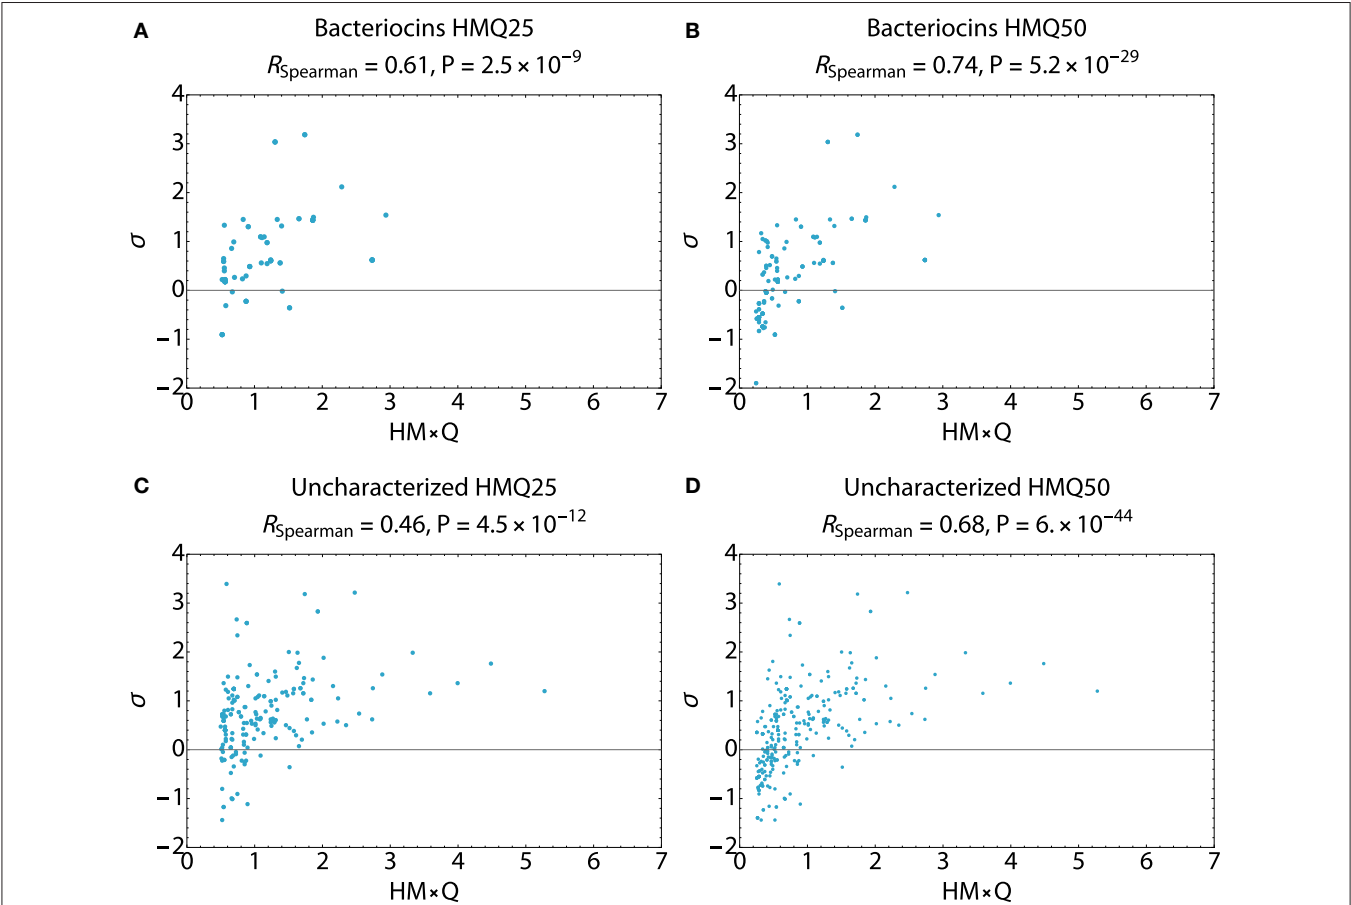 A
Bacteriocins HMQ25
R_Spearman = 0.61, P = 2.5 × 10^−9
4
3
2
1
0
−1
−2
σ
0 1 2 3 4 5 6 7
HM×Q
B
Bacteriocins HMQ50
R_Spearman = 0.74, P = 5.2 × 10^−29
4
3
2
1
0
−1
−2
σ
0 1 2 3 4 5 6 7
HM×Q
C
Uncharacterized HMQ25
R_Spearman = 0.46, P = 4.5 × 10^−12
4
3
2
1
0
−1
−2
σ
0 1 2 3 4 5 6 7
HM×Q
D
Uncharacterized HMQ50
R_Spearman = 0.68, P = 6. × 10^−44
4
3
2
1
0
−1
−2
σ
0 1 2 3 4 5 6 7
HM×Q